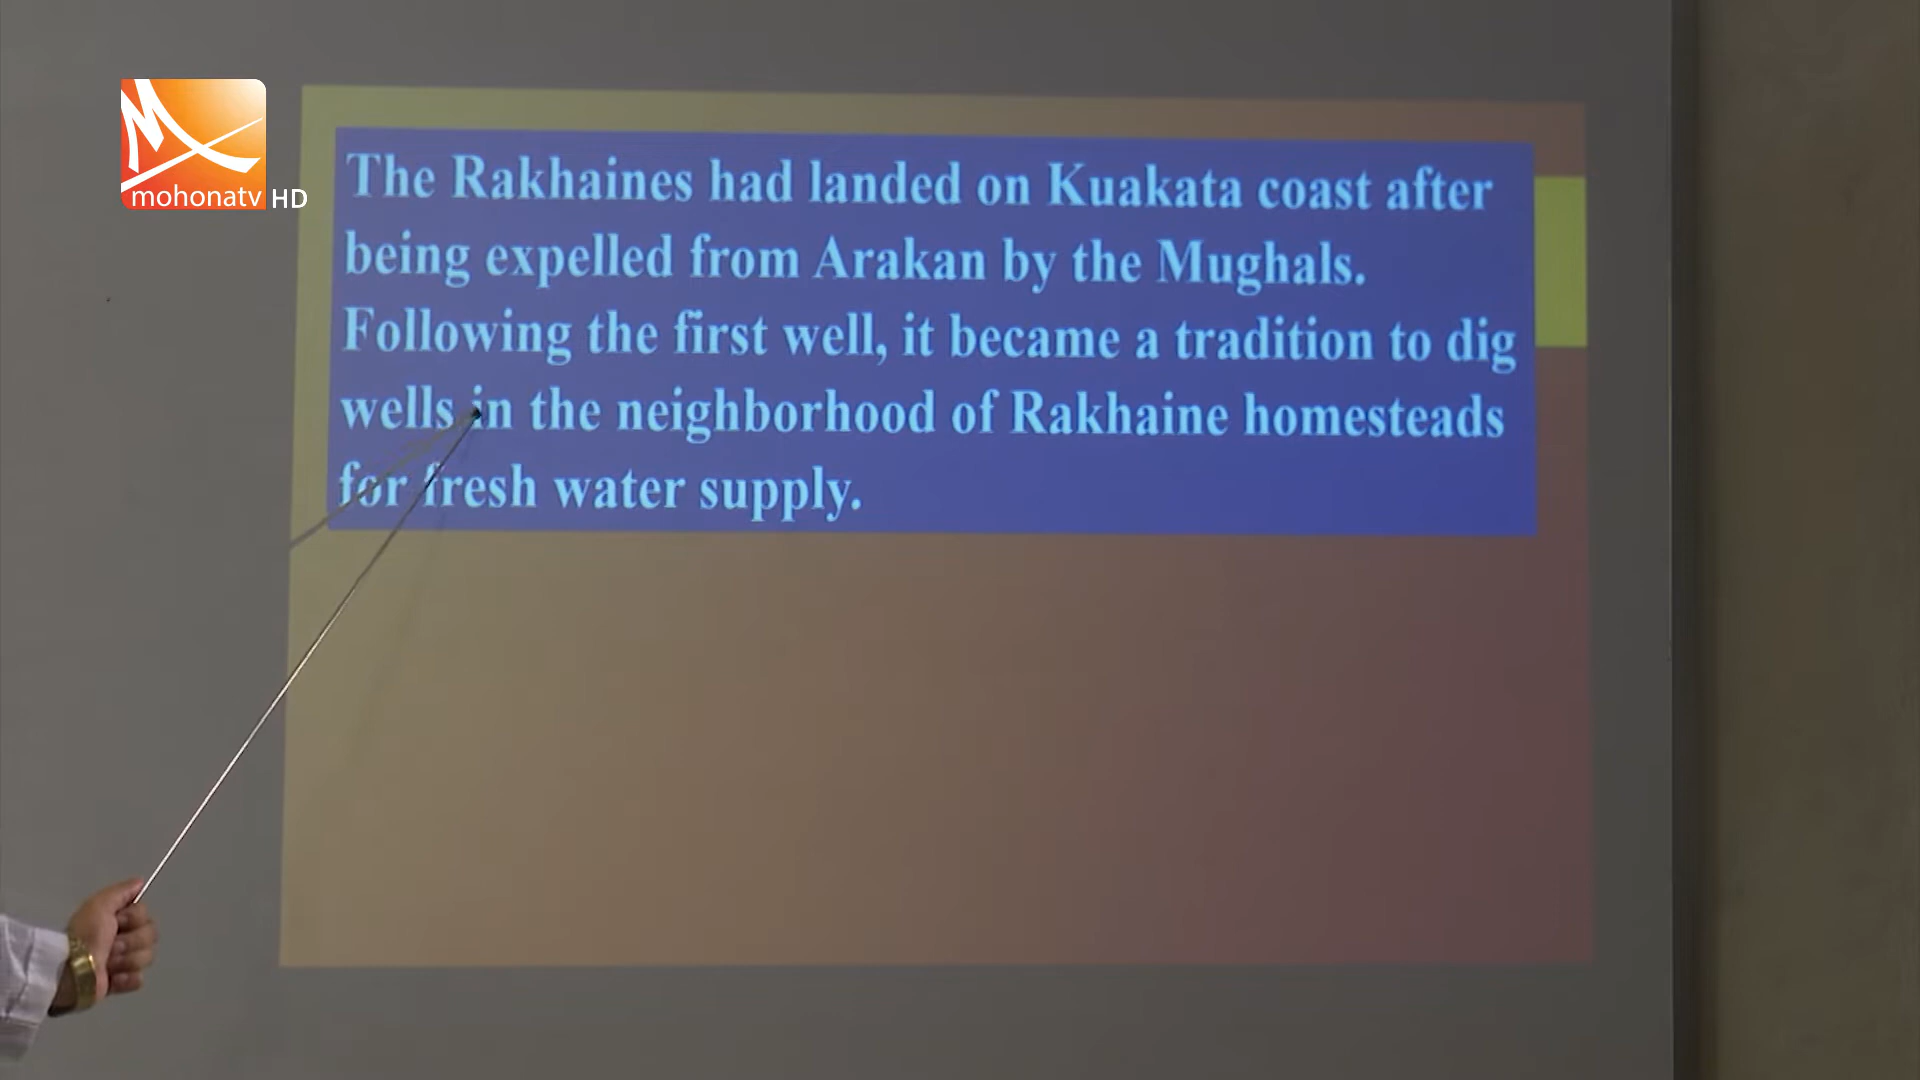 mohonatv HD
The Rakhaines had landed on Kuakata coast after
being expelled from Arakan by the Mughals.
Following the first well, it became a tradition to dig
wells in the neighborhood of Rakhaine homesteads
for fresh water supply.